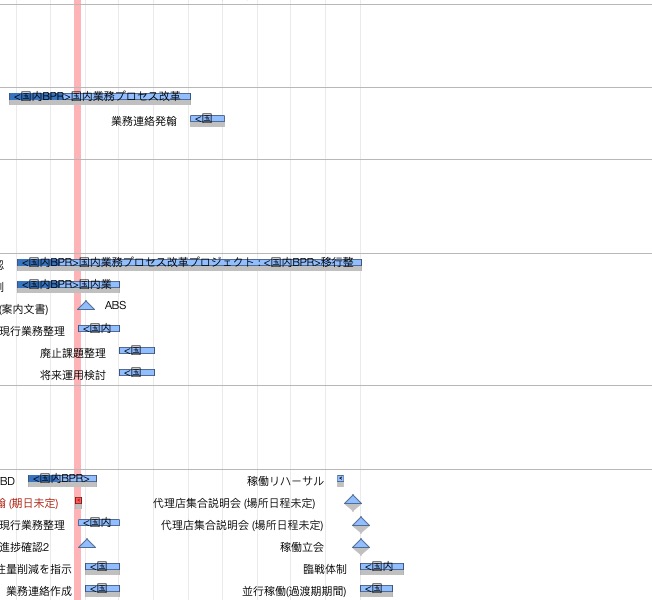 <国内BPR>国内業務プロセス改革
業務連絡発翰 <国
<国内BPR>国内業務プロセス改革プロジェクト：<国内BPR>移行整
<国内BPR>国内業
(案内文書) ABS
現行業務整理 <国内
廃止課題整理 <国
将来運用検討 <国
BD <国内BPR> 稼働リハーサル <
翰 (期日未定) 代理店集合説明会 (場所日程未定)
現行業務整理 <国内 代理店集合説明会 (場所日程未定)
進捗確認2 稼働立会
注量削減を指示 <国 臨戦体制 <国内
業務連絡作成 <国 並行稼働(過渡期期間) <国